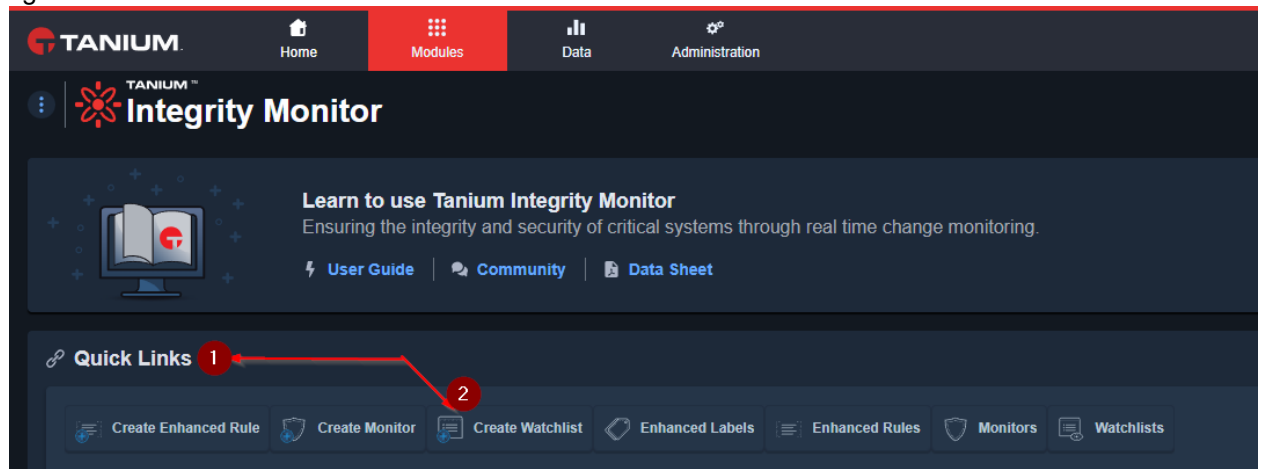 TANIUM.
Home
Modules
Data
Administration
TANIUM™
Integrity Monitor
Learn to use Tanium Integrity Monitor
Ensuring the integrity and security of critical systems through real time change monitoring.
User Guide
Community
Data Sheet
Quick Links 1
2
Create Enhanced Rule
Create Monitor
Create Watchlist
Enhanced Labels
Enhanced Rules
Monitors
Watchlists